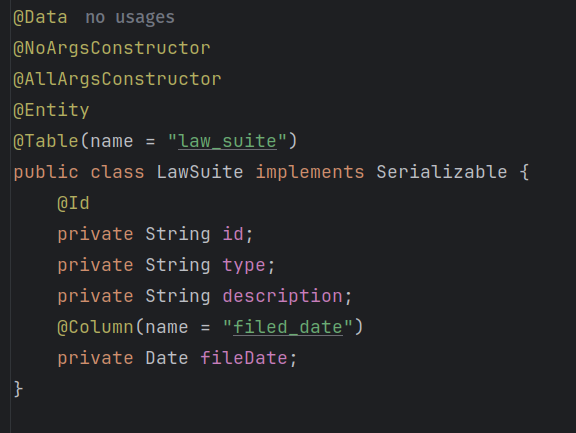 @Data no usages
@NoArgsConstructor
@AllArgsConstructor
@Entity
@Table(name = "law_suite")
public class LawSuite implements Serializable {
@Id
private String id;
private String type;
private String description;
@Column(name = "filed_date")
private Date fileDate;
}